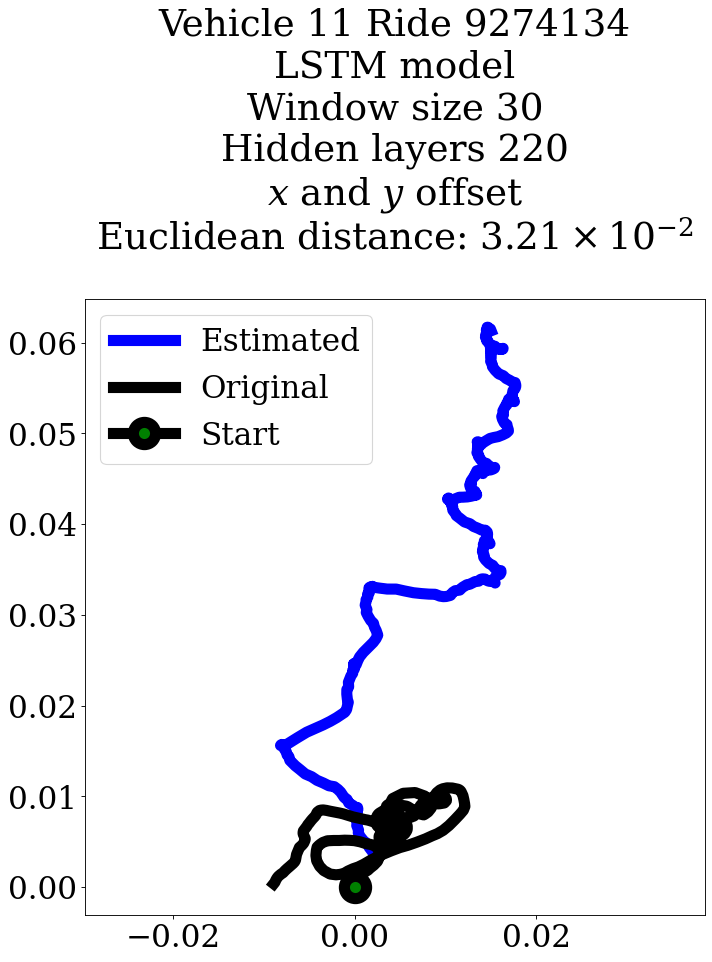 Vehicle 11 Ride 9274134
LSTM model
Window size 30
Hidden layers 220
x and y offset
Euclidean distance: 3.21 × 10⁻²
Estimated
Original
Start
0.06
0.05
0.04
0.03
0.02
0.01
0.00
−0.02 0.00 0.02